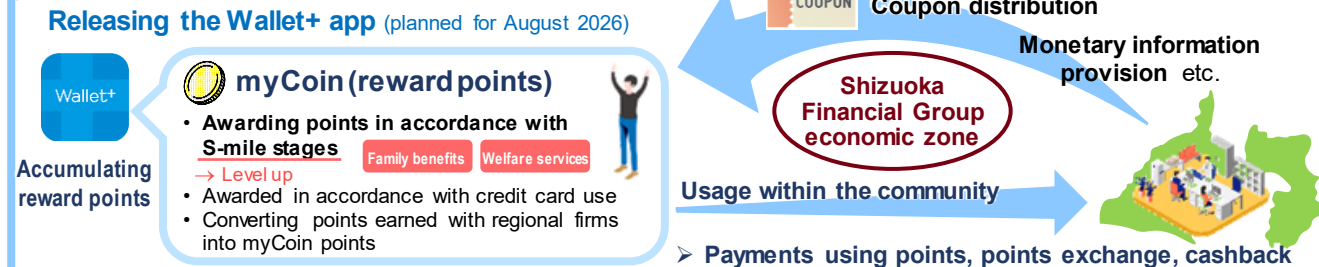 Releasing the Wallet+ app (planned for August 2026)
Wallet+
Accumulating
reward points
myCoin (reward points)
• Awarding points in accordance with
S-mile stages
→ Level up
Family benefits
Welfare services
• Awarded in accordance with credit card use
• Converting points earned with regional firms
into myCoin points
COUPON
Coupon distribution
Monetary information
provision etc.
Shizuoka
Financial Group
economic zone
Usage within the community
➢ Payments using points, points exchange, cashback